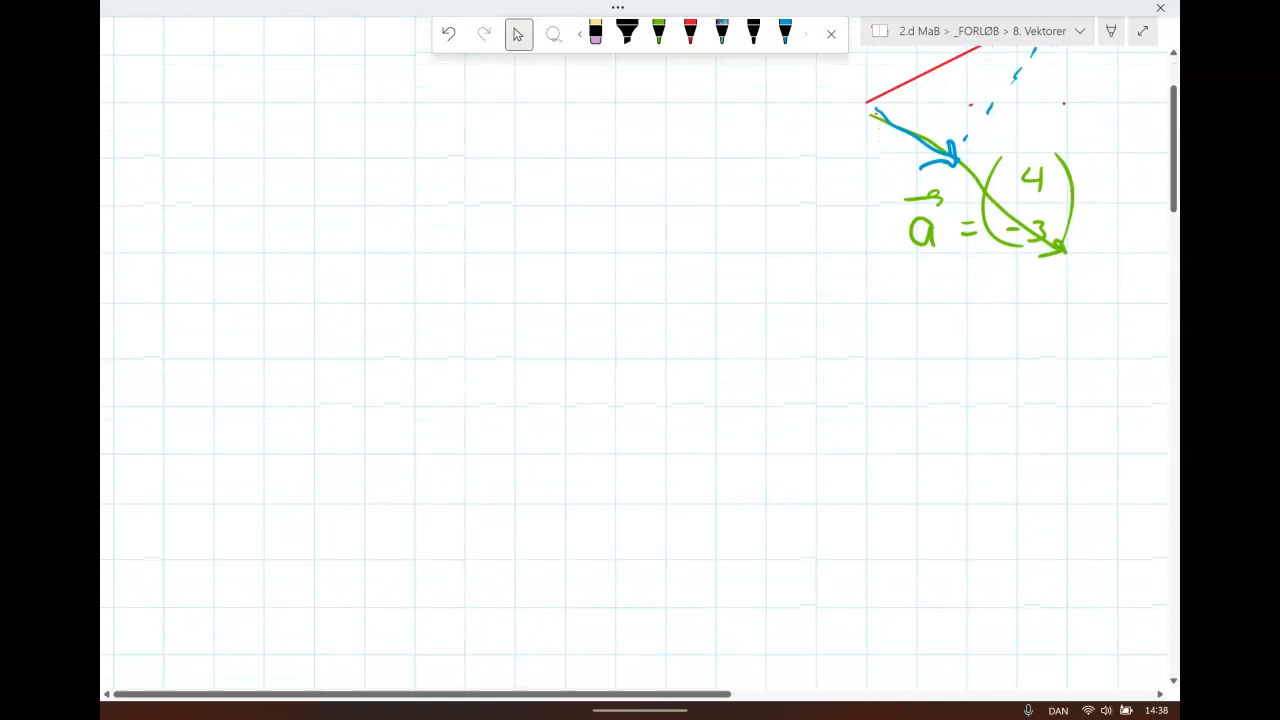 2.d MaB > _FORLØB > 8. Vektorer
a = ( 4
-3 )
DAN
14:38